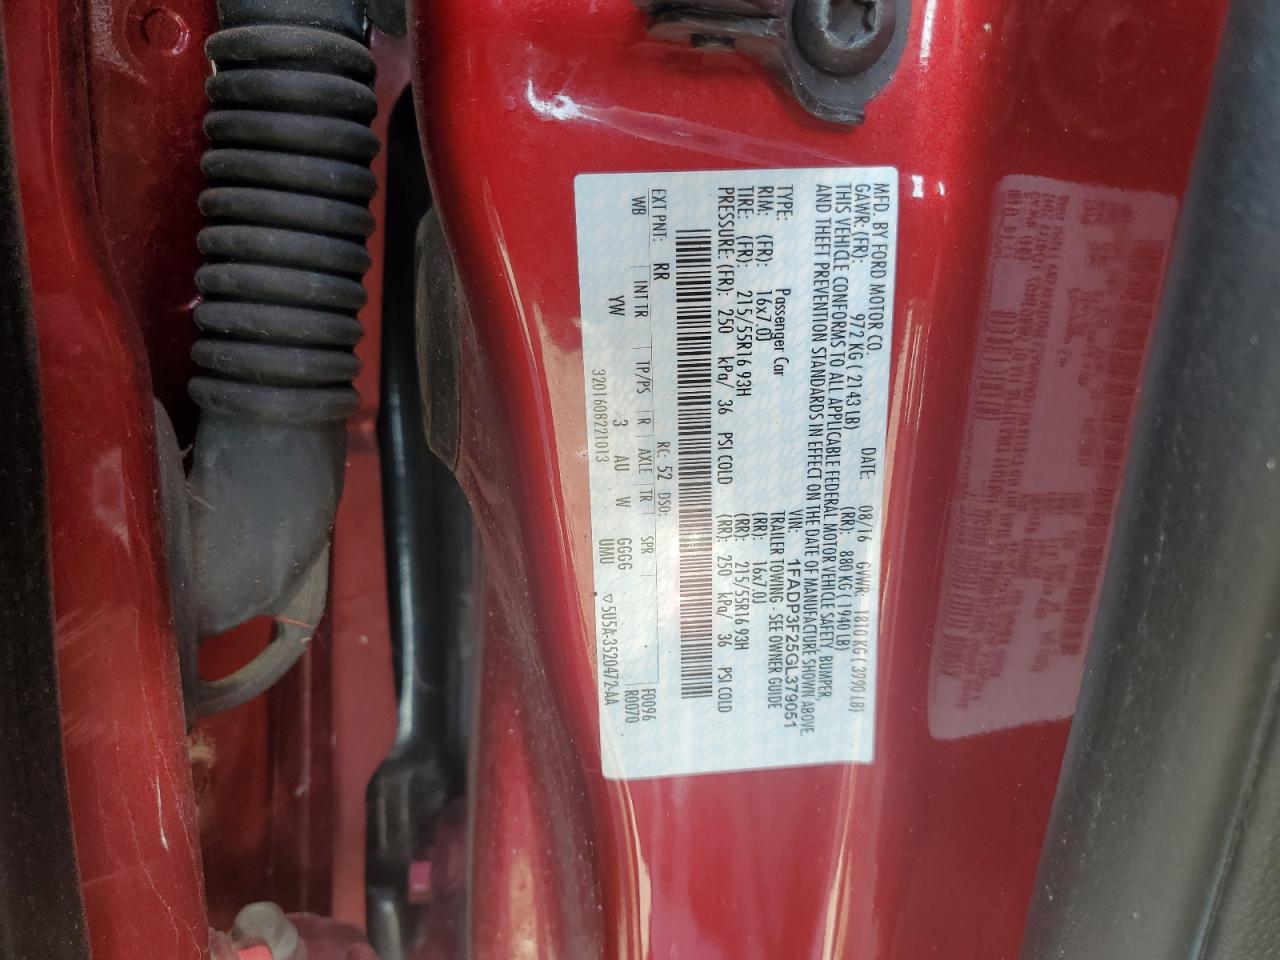 MFD. BY FORD MOTOR CO.
DATE: 08/16 GVWR: 1810 KG ( 3990 LB)
GAWR: (FR): 972 KG ( 2143 LB) (RR): 880 KG ( 1940 LB)
THIS VEHICLE CONFORMS TO ALL APPLICABLE FEDERAL MOTOR VEHICLE SAFETY, BUMPER,
AND THEFT PREVENTION STANDARDS IN EFFECT ON THE DATE OF MANUFACTURE SHOWN ABOVE.
VIN: 1FADP3F25GL379051
TYPE: Passenger Car TRAILER TOWING - SEE OWNER GUIDE
RIM: (FR): 16x7.0J (RR): 16x7.0J
TIRE: (FR): 215/55R16 93H (RR): 215/55R16 93H
PRESSURE: (FR): 250 kPa/ 36 PSI COLD (RR): 250 kPa/ 36 PSI COLD
EXT PNT: RR RC: 52 DSO: F0096
WB INT TR TP/PS R AXLE TR SPR R0070
YW 3 AU W GGGG
UMU
3201608221013 ▽5U5A-3520472-AA